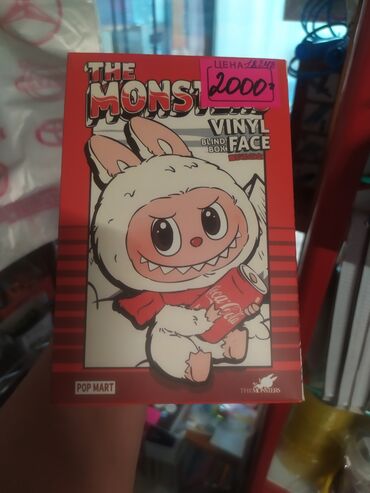 ЦЕНА
2000
THE
MONSTERS
VINYL
BLIND BOX FACE
Coca-Cola
POP MART
THE MONSTERS